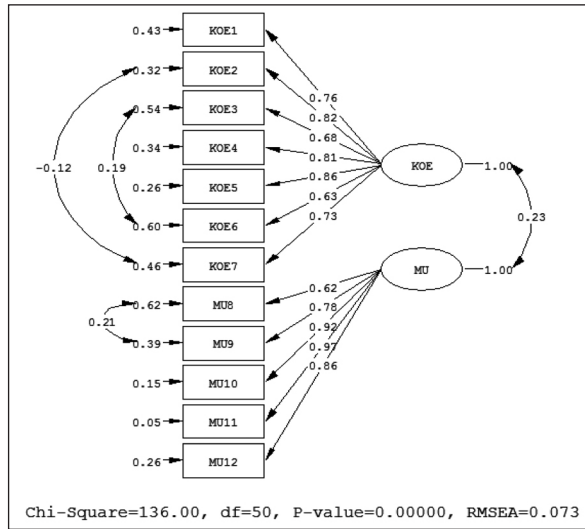 0.43 KOE1
0.32 KOE2
0.54 KOE3
0.34 KOE4
0.26 KOE5
0.60 KOE6
0.46 KOE7
0.62 MU8
0.39 MU9
0.15 MU10
0.05 MU11
0.26 MU12
-0.12
0.19
0.21
0.76
0.82
0.68
0.81
0.86
0.63
0.73
KOE 1.00
0.23
MU 1.00
0.62
0.78
0.92
0.97
0.86
Chi-Square=136.00, df=50, P-value=0.00000, RMSEA=0.073